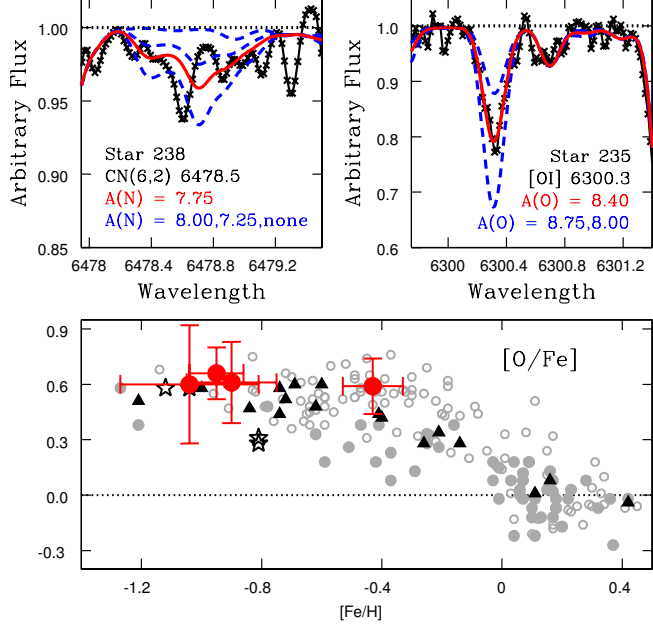 1.00
0.95
0.90
0.85
Arbitrary Flux
Star 238
CN(6,2) 6478.5
A(N) = 7.75
A(N) = 8.00,7.25,none
6478 6478.4 6478.8 6479.2
Wavelength
1.0
0.9
0.8
0.7
0.6
Arbitrary Flux
Star 235
[OI] 6300.3
A(O) = 8.40
A(O) = 8.75,8.00
6300 6300.4 6300.8 6301.2
Wavelength
0.9
0.6
0.3
0.0
-0.3
[O/Fe]
-1.2 -0.8 -0.4 0 0.4
[Fe/H]